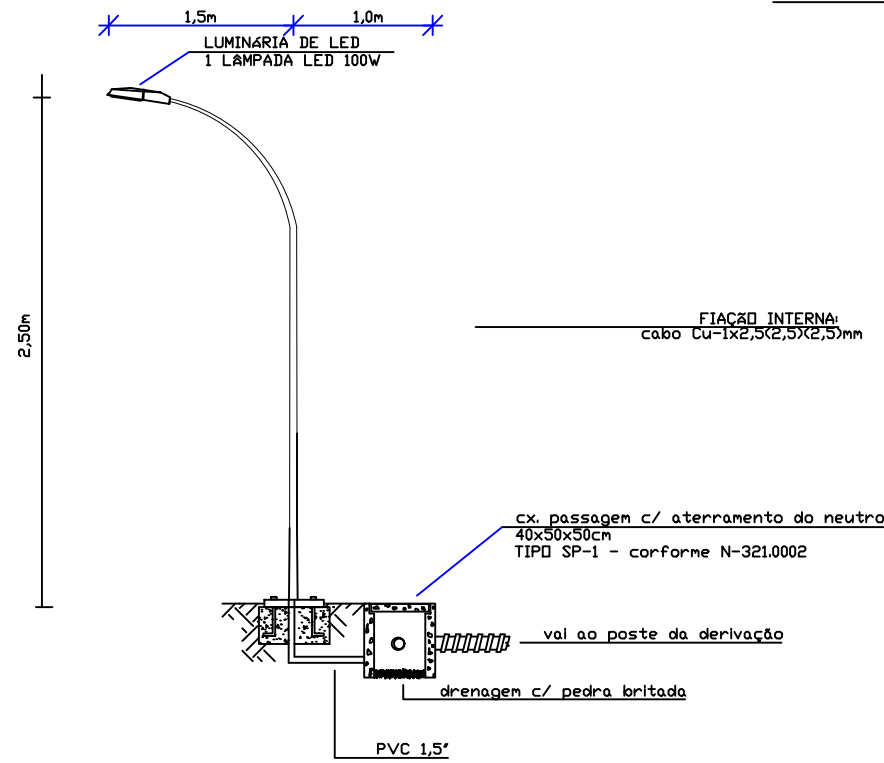 1,5m
1,0m
LUMINÁRIA DE LED
1 LÂMPADA LED 100W
2,50m
FIAÇÃO INTERNA:
cabo Cu-1x2,5(2,5)(2,5)mm
cx. passagem c/ aterramento do neutro
40x50x50cm
TIPO SP-1 - conforme N-321.0002
vai ao poste da derivação
drenagem c/ pedra britada
PVC 1,5"